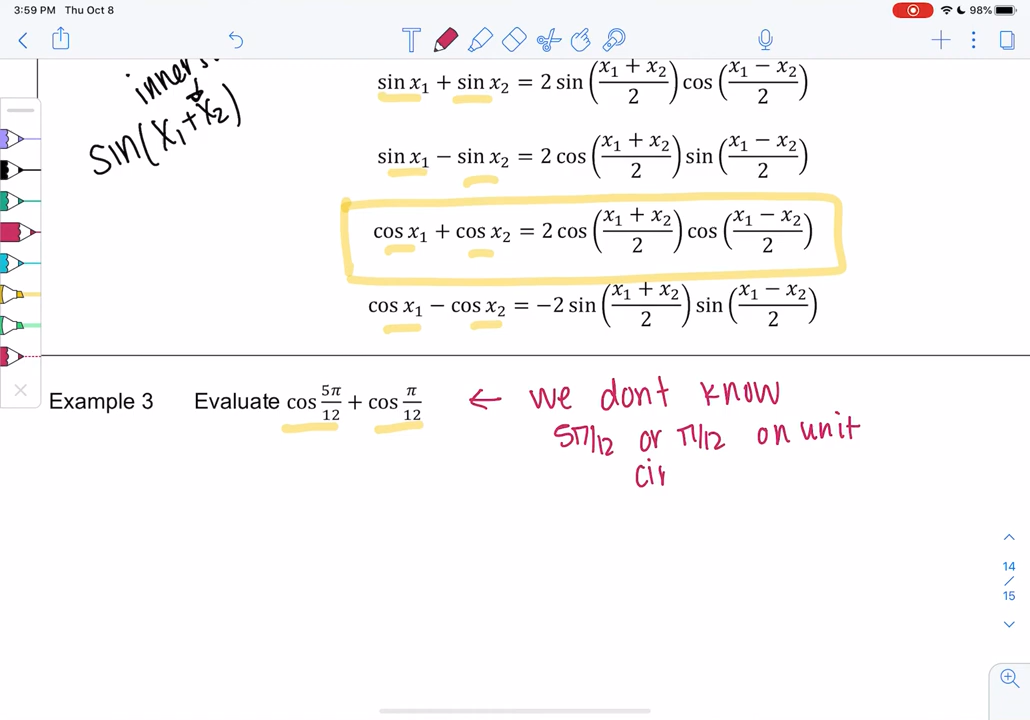 3:59 PM Thu Oct 8 98%
sin x₁ + sin x₂ = 2 sin ((x₁ + x₂)/2) cos ((x₁ − x₂)/2)
sin(x₁+x₂)
sin x₁ − sin x₂ = 2 cos ((x₁ + x₂)/2) sin ((x₁ − x₂)/2)
cos x₁ + cos x₂ = 2 cos ((x₁ + x₂)/2) cos ((x₁ − x₂)/2)
cos x₁ − cos x₂ = −2 sin ((x₁ + x₂)/2) sin ((x₁ − x₂)/2)
Example 3 Evaluate cos 5π/12 + cos π/12 ← we dont know
5π/12 or π/12 on unit
cir
14
/
15